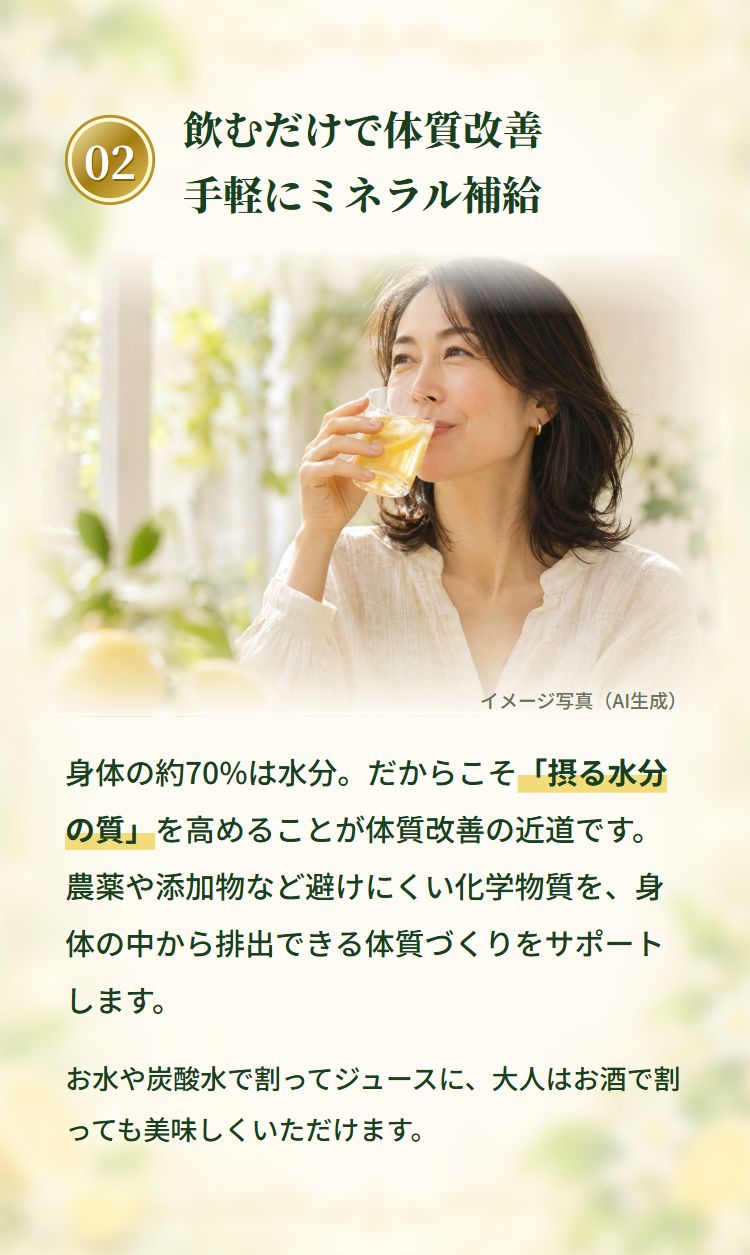 02
飲むだけで体質改善
手軽にミネラル補給
イメージ写真（AI生成）
身体の約70%は水分。だからこそ「摂る水分
の質」を高めることが体質改善の近道です。
農薬や添加物など避けにくい化学物質を、身
体の中から排出できる体質づくりをサポート
します。
お水や炭酸水で割ってジュースに、大人はお酒で割
っても美味しくいただけます。